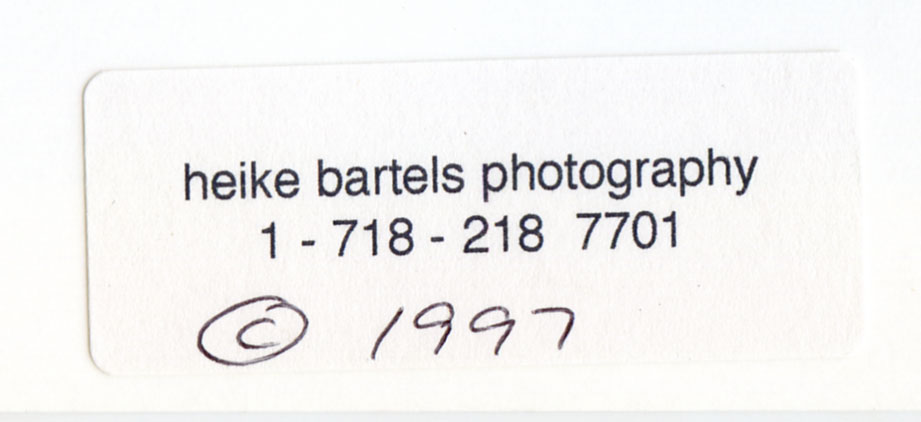 heike bartels photography
1 - 718 - 218 7701
© 1997